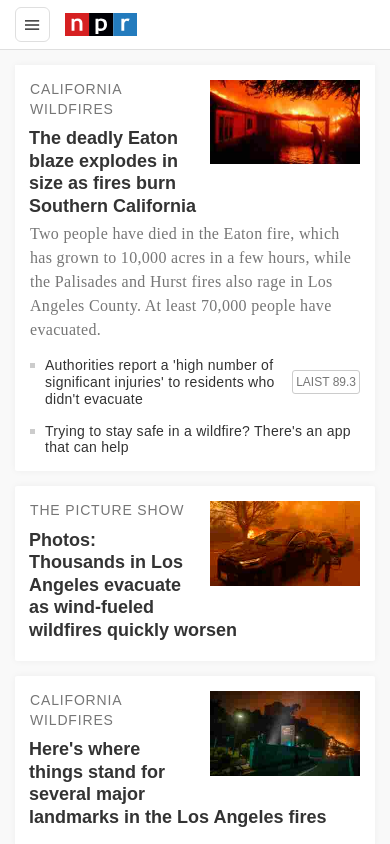 npr
CALIFORNIA
WILDFIRES
The deadly Eaton
blaze explodes in
size as fires burn
Southern California
Two people have died in the Eaton fire, which
has grown to 10,000 acres in a few hours, while
the Palisades and Hurst fires also rage in Los
Angeles County. At least 70,000 people have
evacuated.
Authorities report a 'high number of
significant injuries' to residents who
didn't evacuate
LAIST 89.3
Trying to stay safe in a wildfire? There's an app
that can help
THE PICTURE SHOW
Photos:
Thousands in Los
Angeles evacuate
as wind-fueled
wildfires quickly worsen
CALIFORNIA
WILDFIRES
Here's where
things stand for
several major
landmarks in the Los Angeles fires